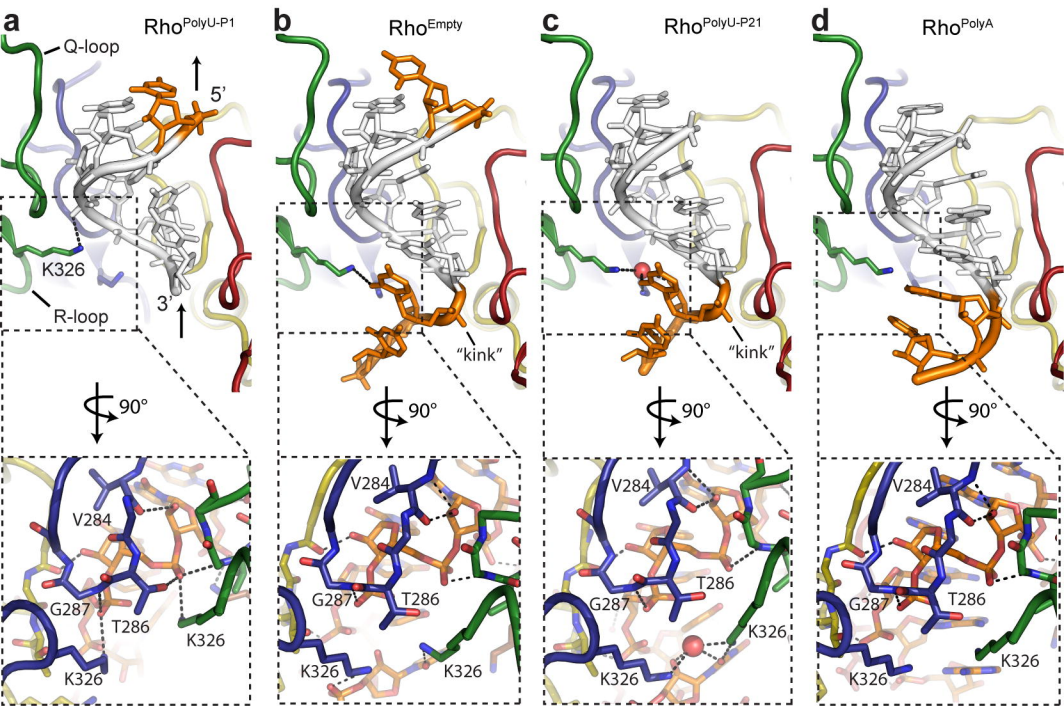 a
Rho^PolyU-P1
Q-loop
5’
K326
3’
R-loop
90°
V284
G287
T286
K326
K326
b
Rho^Empty
“kink”
90°
V284
G287
T286
K326
K326
c
Rho^PolyU-P21
“kink”
90°
V284
T286
G287
K326
K326
d
Rho^PolyA
90°
V284
G287
T286
K326
K326